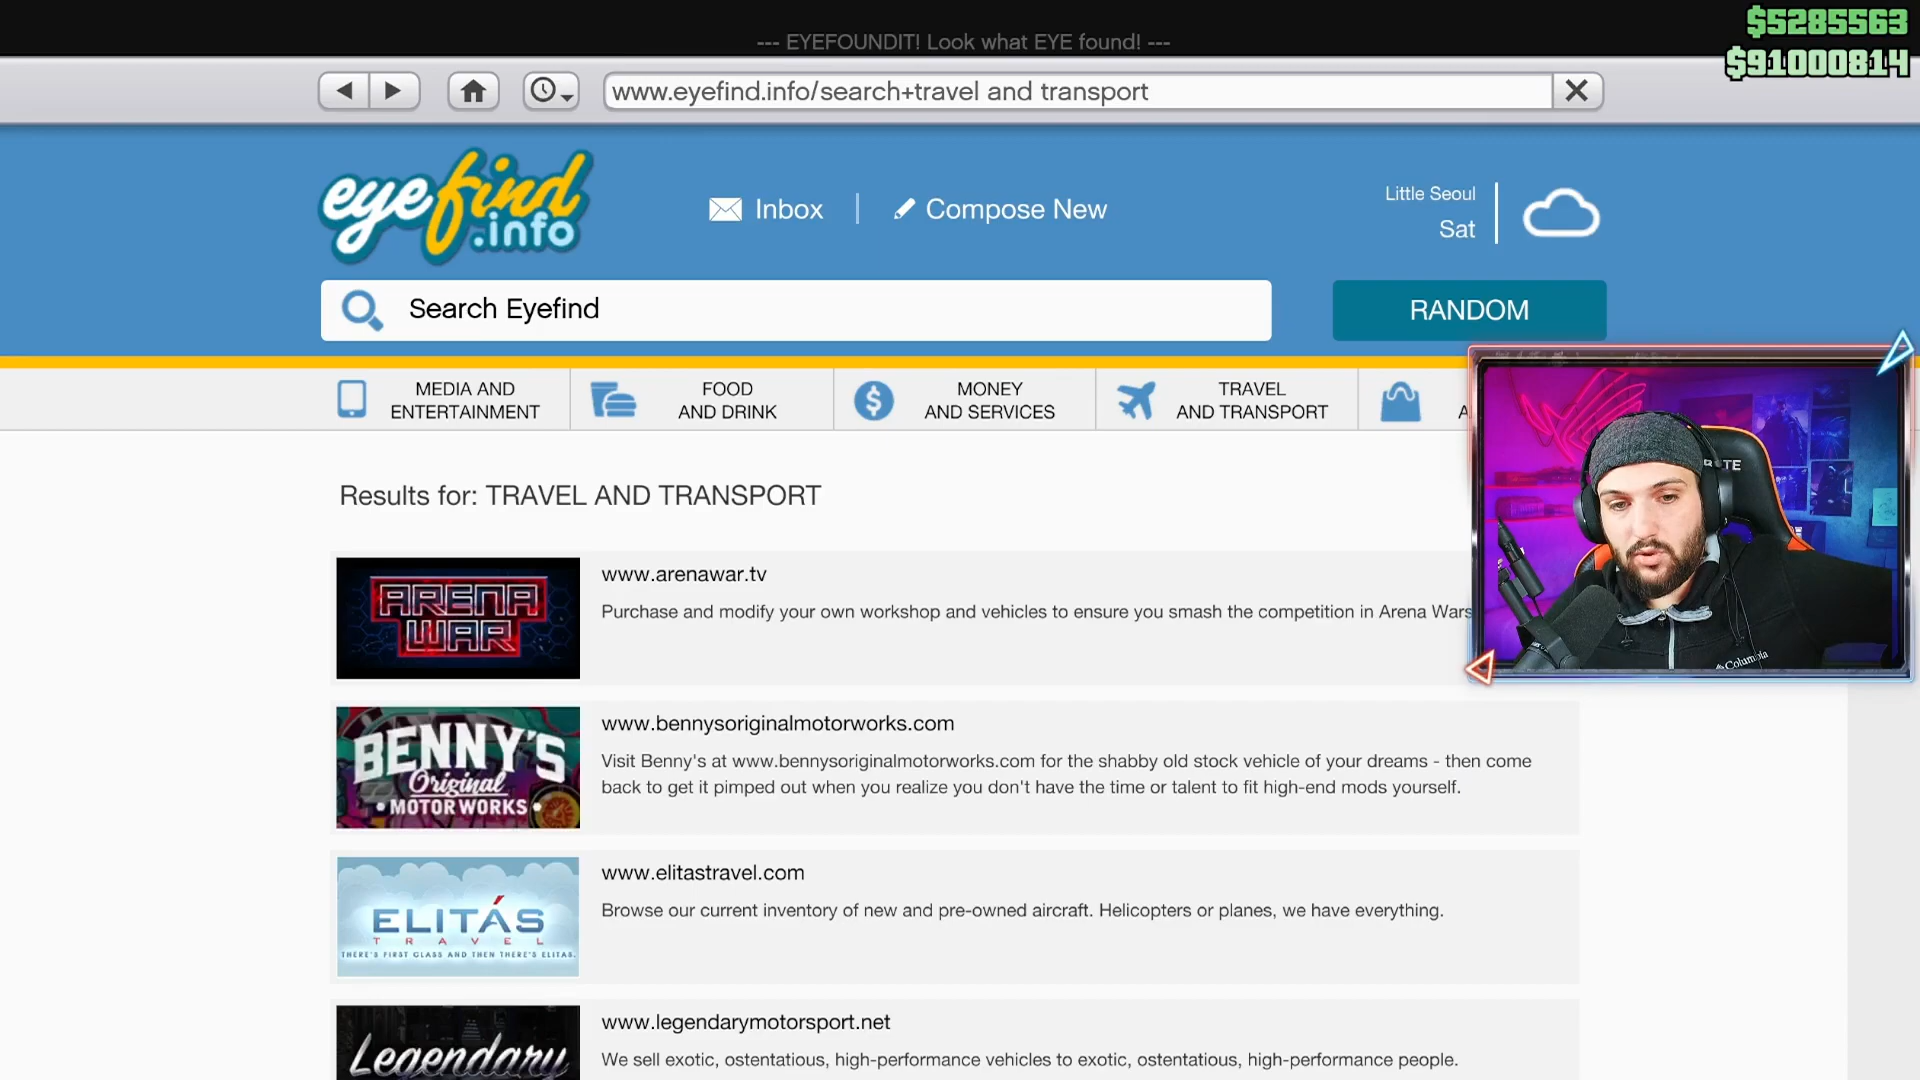 --- EYEFOUNDIT! Look what EYE found! ---
$5285563
$91000814
www.eyefind.info/search+travel and transport
eyefind
.info
Inbox
Compose New
Little Seoul
Sat
Search Eyefind
RANDOM
MEDIA AND
ENTERTAINMENT
FOOD
AND DRINK
MONEY
AND SERVICES
TRAVEL
AND TRANSPORT
Results for: TRAVEL AND TRANSPORT
ARENA
WAR
www.arenawar.tv
Purchase and modify your own workshop and vehicles to ensure you smash the competition in Arena Wars
Columbia
BENNY'S
Original
MOTOR WORKS
www.bennysoriginalmotorworks.com
Visit Benny's at www.bennysoriginalmotorworks.com for the shabby old stock vehicle of your dreams - then come
back to get it pimped out when you realize you don't have the time or talent to fit high-end mods yourself.
ELITÁS
TRAVEL
THERE'S FIRST CLASS AND THEN THERE'S ELITAS.
www.elitastravel.com
Browse our current inventory of new and pre-owned aircraft. Helicopters or planes, we have everything.
Legendary
www.legendarymotorsport.net
We sell exotic, ostentatious, high-performance vehicles to exotic, ostentatious, high-performance people.